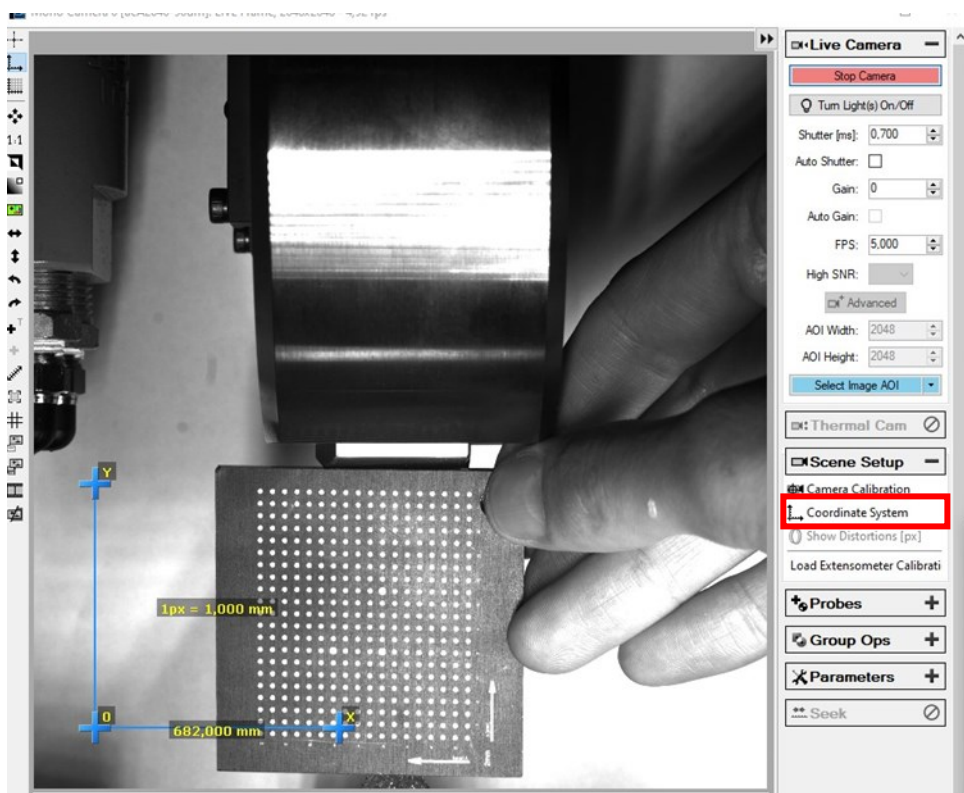 Live Camera
Stop Camera
Turn Light(s) On/Off
Shutter [ms]: 0,700
Auto Shutter:
Gain: 0
Auto Gain:
FPS: 5.000
High SNR:
Advanced
AOI Width: 2048
AOI Height: 2048
Select Image AOI
Thermal Cam
Scene Setup
Camera Calibration
Coordinate System
Show Distortions [px]
Load Extensometer Calibrati
Probes
Group Ops
Parameters
Seek
1:1
Y
1px = 1,000 mm
0
682,000 mm
X